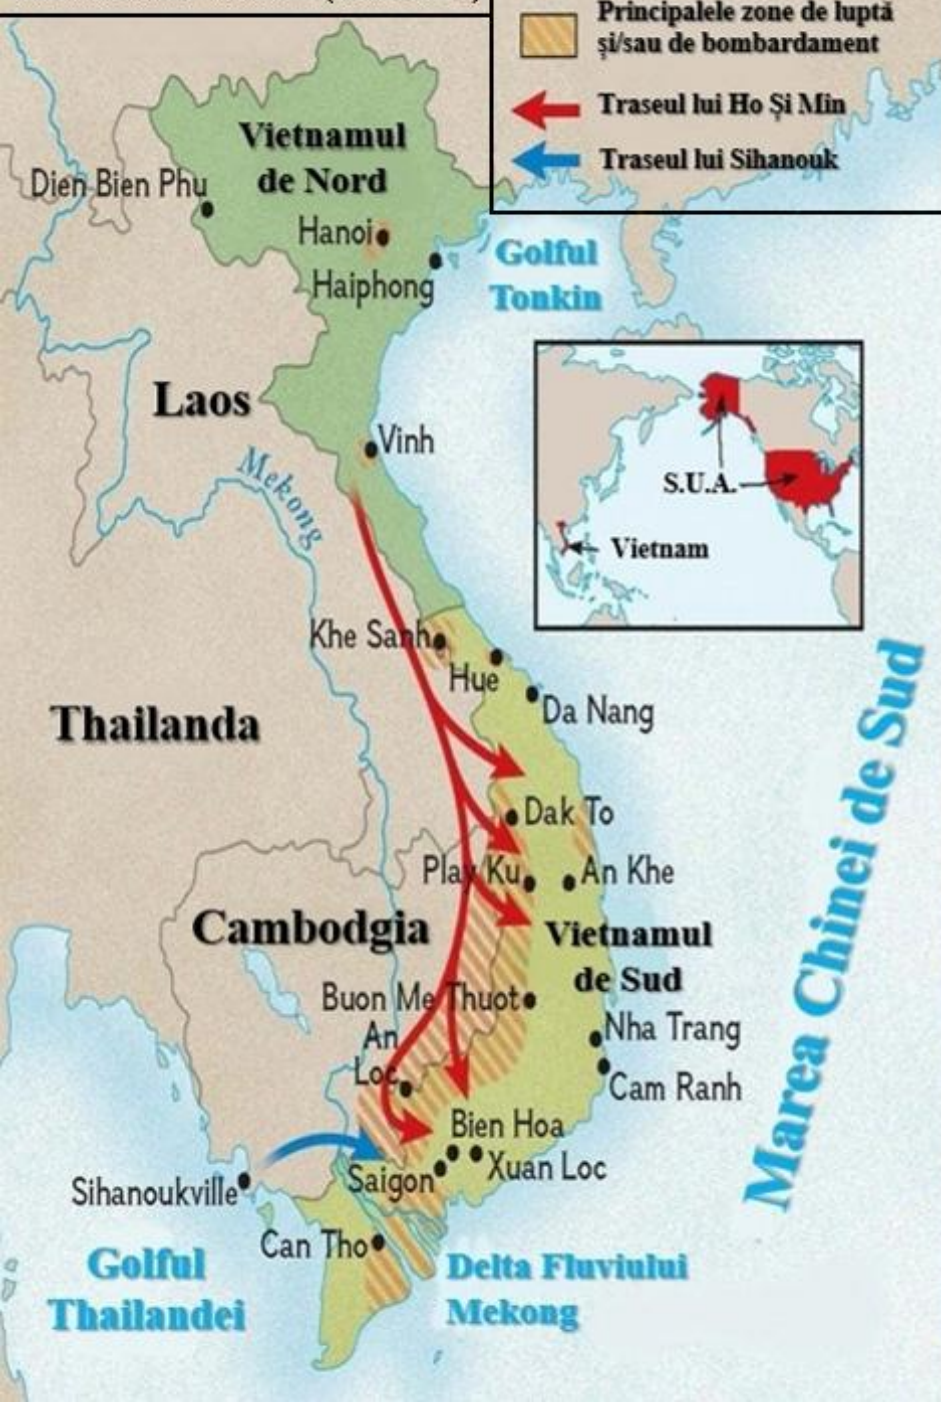 Principalele zone de luptă
și/sau de bombardament
Traseul lui Ho Și Min
Traseul lui Sihanouk
Vietnamul
de Nord
Dien Bien Phu
Hanoi
Haiphong
Golful
Tonkin
Laos
Vinh
Mekong
S.U.A.
Vietnam
Khe Sanh
Hue
Da Nang
Thailanda
Dak To
Play Ku
An Khe
Cambodgia
Vietnamul
de Sud
Buon Me Thuot
An
Loc
Nha Trang
Cam Ranh
Marea Chinei de Sud
Bien Hoa
Xuan Loc
Saigon
Sihanoukville
Can Tho
Golful
Thailandei
Delta Fluviului
Mekong